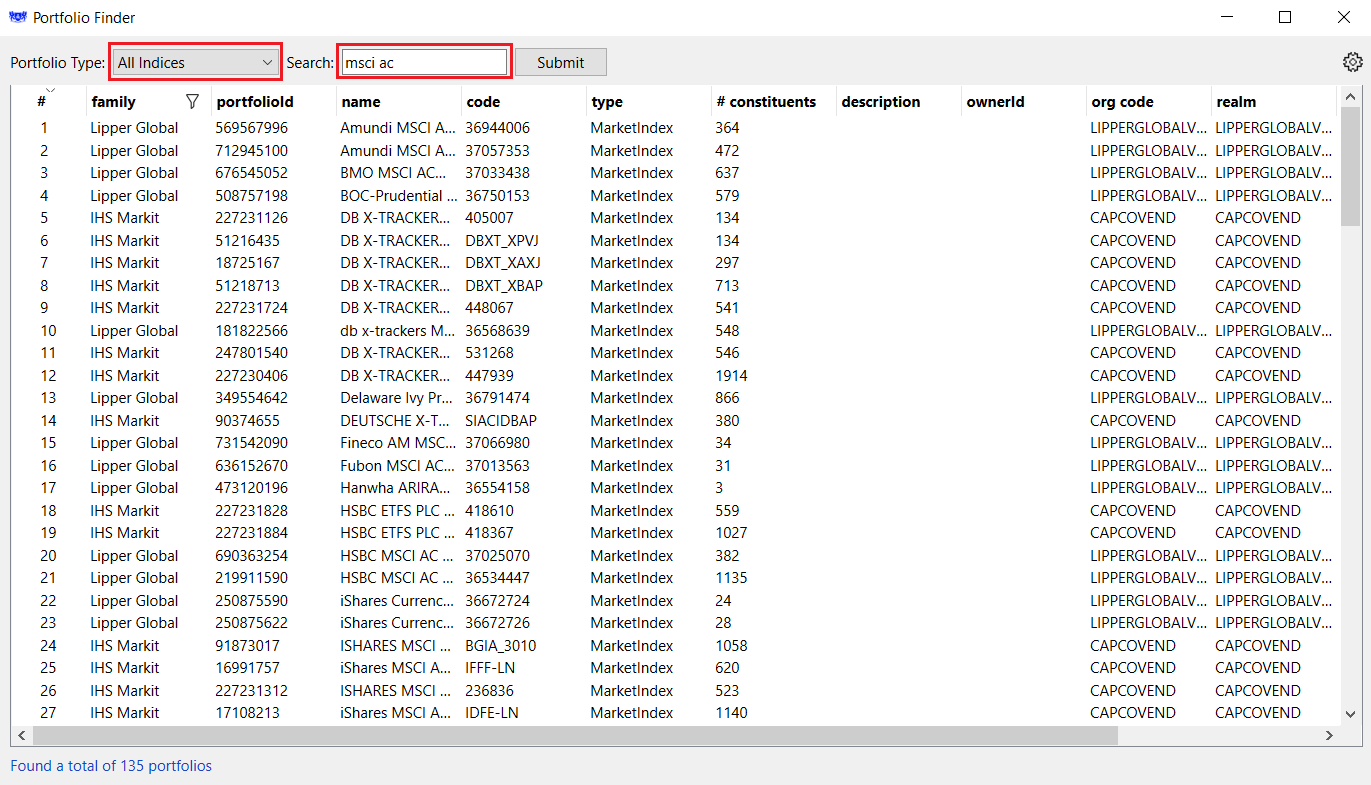 Portfolio Finder
Portfolio Type: All Indices Search: msci ac Submit
# family portfolioId name code type # constituents description ownerId org code realm
1 Lipper Global 569567996 Amundi MSCI A... 36944006 MarketIndex 364 LIPPERGLOBALV... LIPPERGLOBALV...
2 Lipper Global 712945100 Amundi MSCI A... 37057353 MarketIndex 472 LIPPERGLOBALV... LIPPERGLOBALV...
3 Lipper Global 676545052 BMO MSCI AC... 37033438 MarketIndex 637 LIPPERGLOBALV... LIPPERGLOBALV...
4 Lipper Global 508757198 BOC-Prudential ... 36750153 MarketIndex 579 LIPPERGLOBALV... LIPPERGLOBALV...
5 IHS Markit 227231126 DB X-TRACKER... 405007 MarketIndex 134 CAPCOVEND CAPCOVEND
6 IHS Markit 51216435 DB X-TRACKER... DBXT_XPVJ MarketIndex 134 CAPCOVEND CAPCOVEND
7 IHS Markit 18725167 DB X-TRACKER... DBXT_XAXJ MarketIndex 297 CAPCOVEND CAPCOVEND
8 IHS Markit 51218713 DB X-TRACKER... DBXT_XBAP MarketIndex 713 CAPCOVEND CAPCOVEND
9 IHS Markit 227231724 DB X-TRACKER... 448067 MarketIndex 541 CAPCOVEND CAPCOVEND
10 Lipper Global 181822566 db x-trackers M... 36568639 MarketIndex 548 LIPPERGLOBALV... LIPPERGLOBALV...
11 IHS Markit 247801540 DB X-TRACKER... 531268 MarketIndex 546 CAPCOVEND CAPCOVEND
12 IHS Markit 227230406 DB X-TRACKER... 447939 MarketIndex 1914 CAPCOVEND CAPCOVEND
13 Lipper Global 349554642 Delaware Ivy Pr... 36791474 MarketIndex 866 LIPPERGLOBALV... LIPPERGLOBALV...
14 IHS Markit 90374655 DEUTSCHE X-T... SIACIDBAP MarketIndex 380 CAPCOVEND CAPCOVEND
15 Lipper Global 731542090 Fineco AM MSC... 37066980 MarketIndex 34 LIPPERGLOBALV... LIPPERGLOBALV...
16 Lipper Global 636152670 Fubon MSCI AC... 37013563 MarketIndex 31 LIPPERGLOBALV... LIPPERGLOBALV...
17 Lipper Global 473120196 Hanwha ARIRA... 36554158 MarketIndex 3 LIPPERGLOBALV... LIPPERGLOBALV...
18 IHS Markit 227231828 HSBC ETFS PLC ... 418610 MarketIndex 559 CAPCOVEND CAPCOVEND
19 IHS Markit 227231884 HSBC ETFS PLC ... 418367 MarketIndex 1027 CAPCOVEND CAPCOVEND
20 Lipper Global 690363254 HSBC MSCI AC ... 37025070 MarketIndex 382 LIPPERGLOBALV... LIPPERGLOBALV...
21 Lipper Global 219911590 HSBC MSCI AC ... 36534447 MarketIndex 1135 LIPPERGLOBALV... LIPPERGLOBALV...
22 Lipper Global 250875590 iShares Currenc... 36672724 MarketIndex 24 LIPPERGLOBALV... LIPPERGLOBALV...
23 Lipper Global 250875622 iShares Currenc... 36672726 MarketIndex 28 LIPPERGLOBALV... LIPPERGLOBALV...
24 IHS Markit 91873017 ISHARES MSCI ... BGIA_3010 MarketIndex 1058 CAPCOVEND CAPCOVEND
25 IHS Markit 16991757 iShares MSCI A... IFFF-LN MarketIndex 620 CAPCOVEND CAPCOVEND
26 IHS Markit 227231312 ISHARES MSCI ... 236836 MarketIndex 523 CAPCOVEND CAPCOVEND
27 IHS Markit 17108213 iShares MSCI A... IDFE-LN MarketIndex 1140 CAPCOVEND CAPCOVEND
Found a total of 135 portfolios